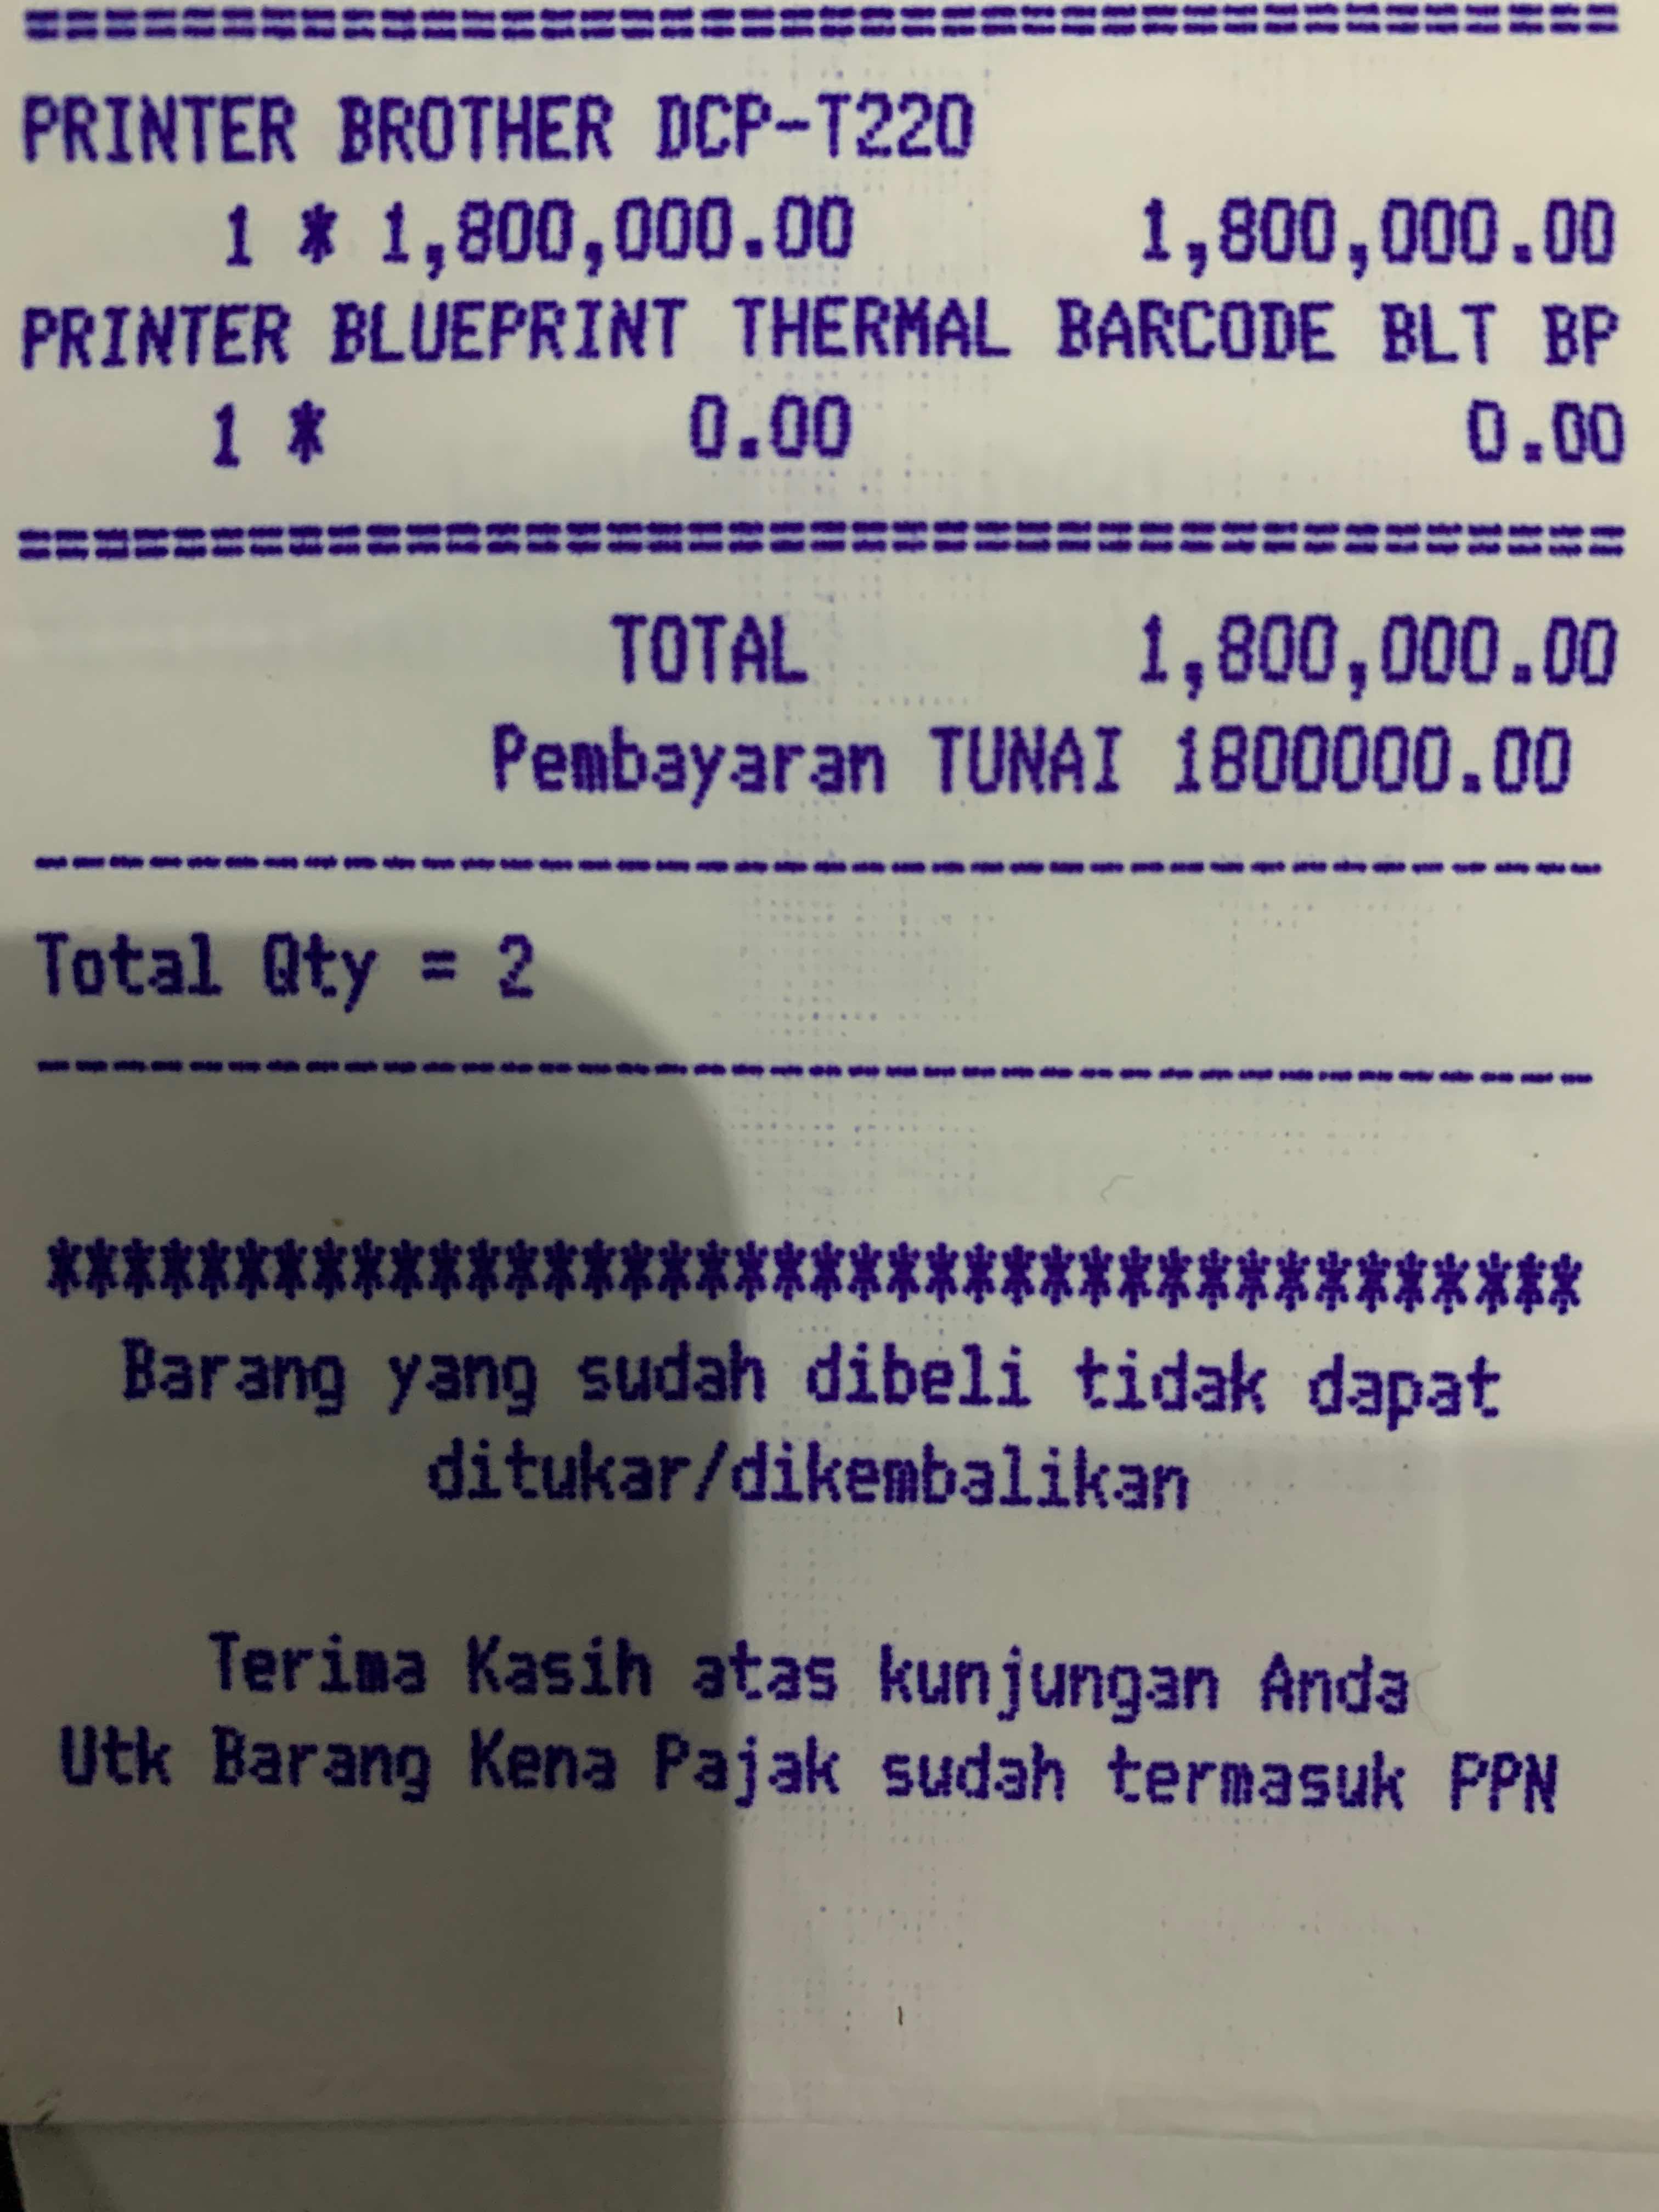 =========================================
PRINTER BROTHER DCP-T220
1 * 1,800,000.00 1,800,000.00
PRINTER BLUEPRINT THERMAL BARCODE BLT BP
1 * 0.00 0.00
=========================================
TOTAL 1,800,000.00
Pembayaran TUNAI 1800000.00
-----------------------------------------
Total Qty = 2
-----------------------------------------
****************************************
Barang yang sudah dibeli tidak dapat
ditukar/dikembalikan
Terima Kasih atas kunjungan Anda
Utk Barang Kena Pajak sudah termasuk PPN